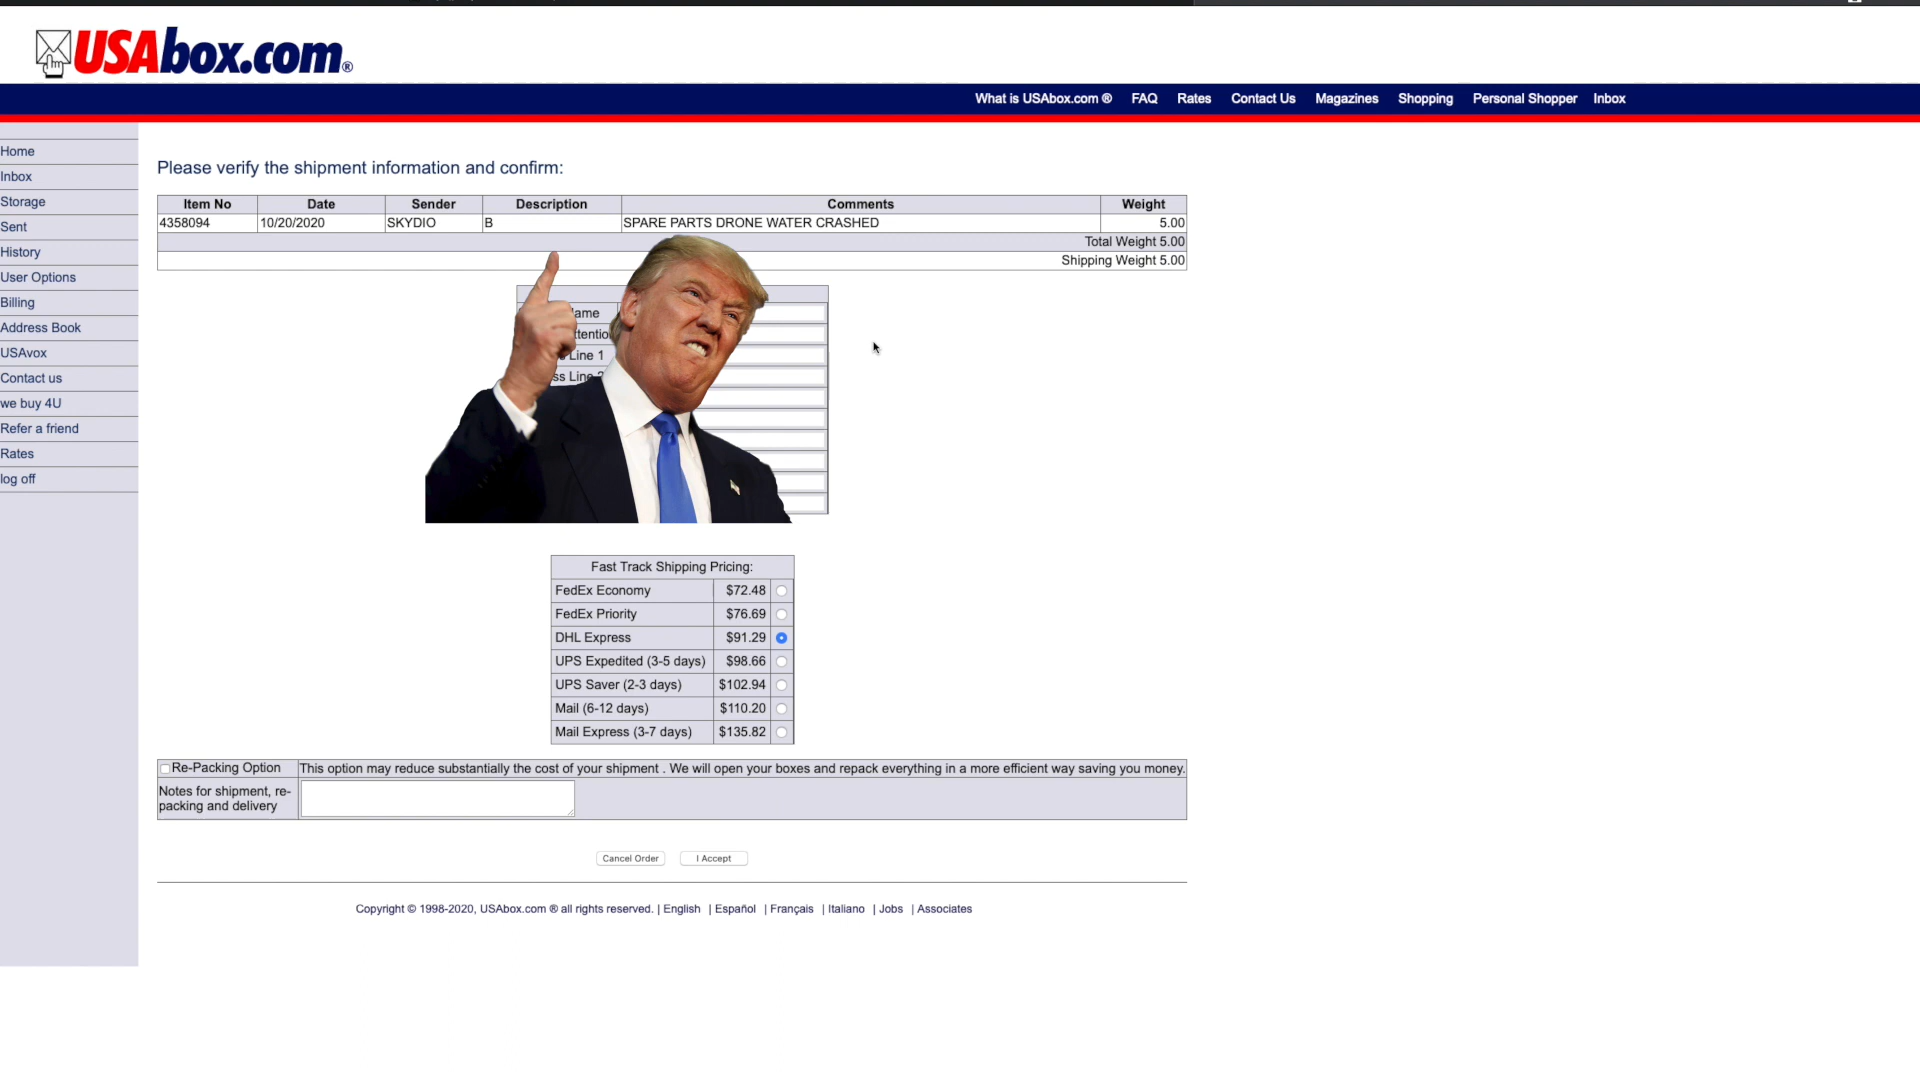 USAbox.com®
What is USAbox.com ® FAQ Rates Contact Us Magazines Shopping Personal Shopper Inbox
Home
Inbox
Storage
Sent
History
User Options
Billing
Address Book
USAvox
Contact us
we buy 4U
Refer a friend
Rates
log off
Please verify the shipment information and confirm:
Item No Date Sender Description Comments Weight
4358094 10/20/2020 SKYDIO B SPARE PARTS DRONE WATER CRASHED 5.00
Total Weight 5.00
Shipping Weight 5.00
Line 1
Line
Fast Track Shipping Pricing:
FedEx Economy $72.48
FedEx Priority $76.69
DHL Express $91.29
UPS Expedited (3-5 days) $98.66
UPS Saver (2-3 days) $102.94
Mail (6-12 days) $110.20
Mail Express (3-7 days) $135.82
Re-Packing Option This option may reduce substantially the cost of your shipment . We will open your boxes and repack everything in a more efficient way saving you money.
Notes for shipment, re-
packing and delivery
Cancel Order I Accept
Copyright © 1998-2020, USAbox.com ® all rights reserved. | English | Español | Français | Italiano | Jobs | Associates